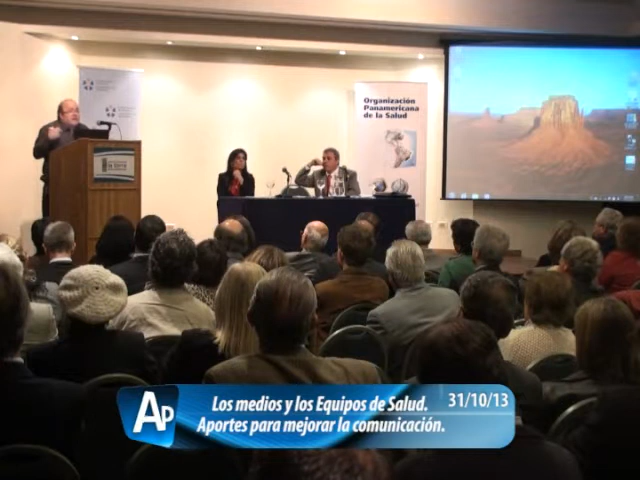 Organización
Panamericana
de la Salud
Ap
Los medios y los Equipos de Salud.
31/10/13
Aportes para mejorar la comunicación.